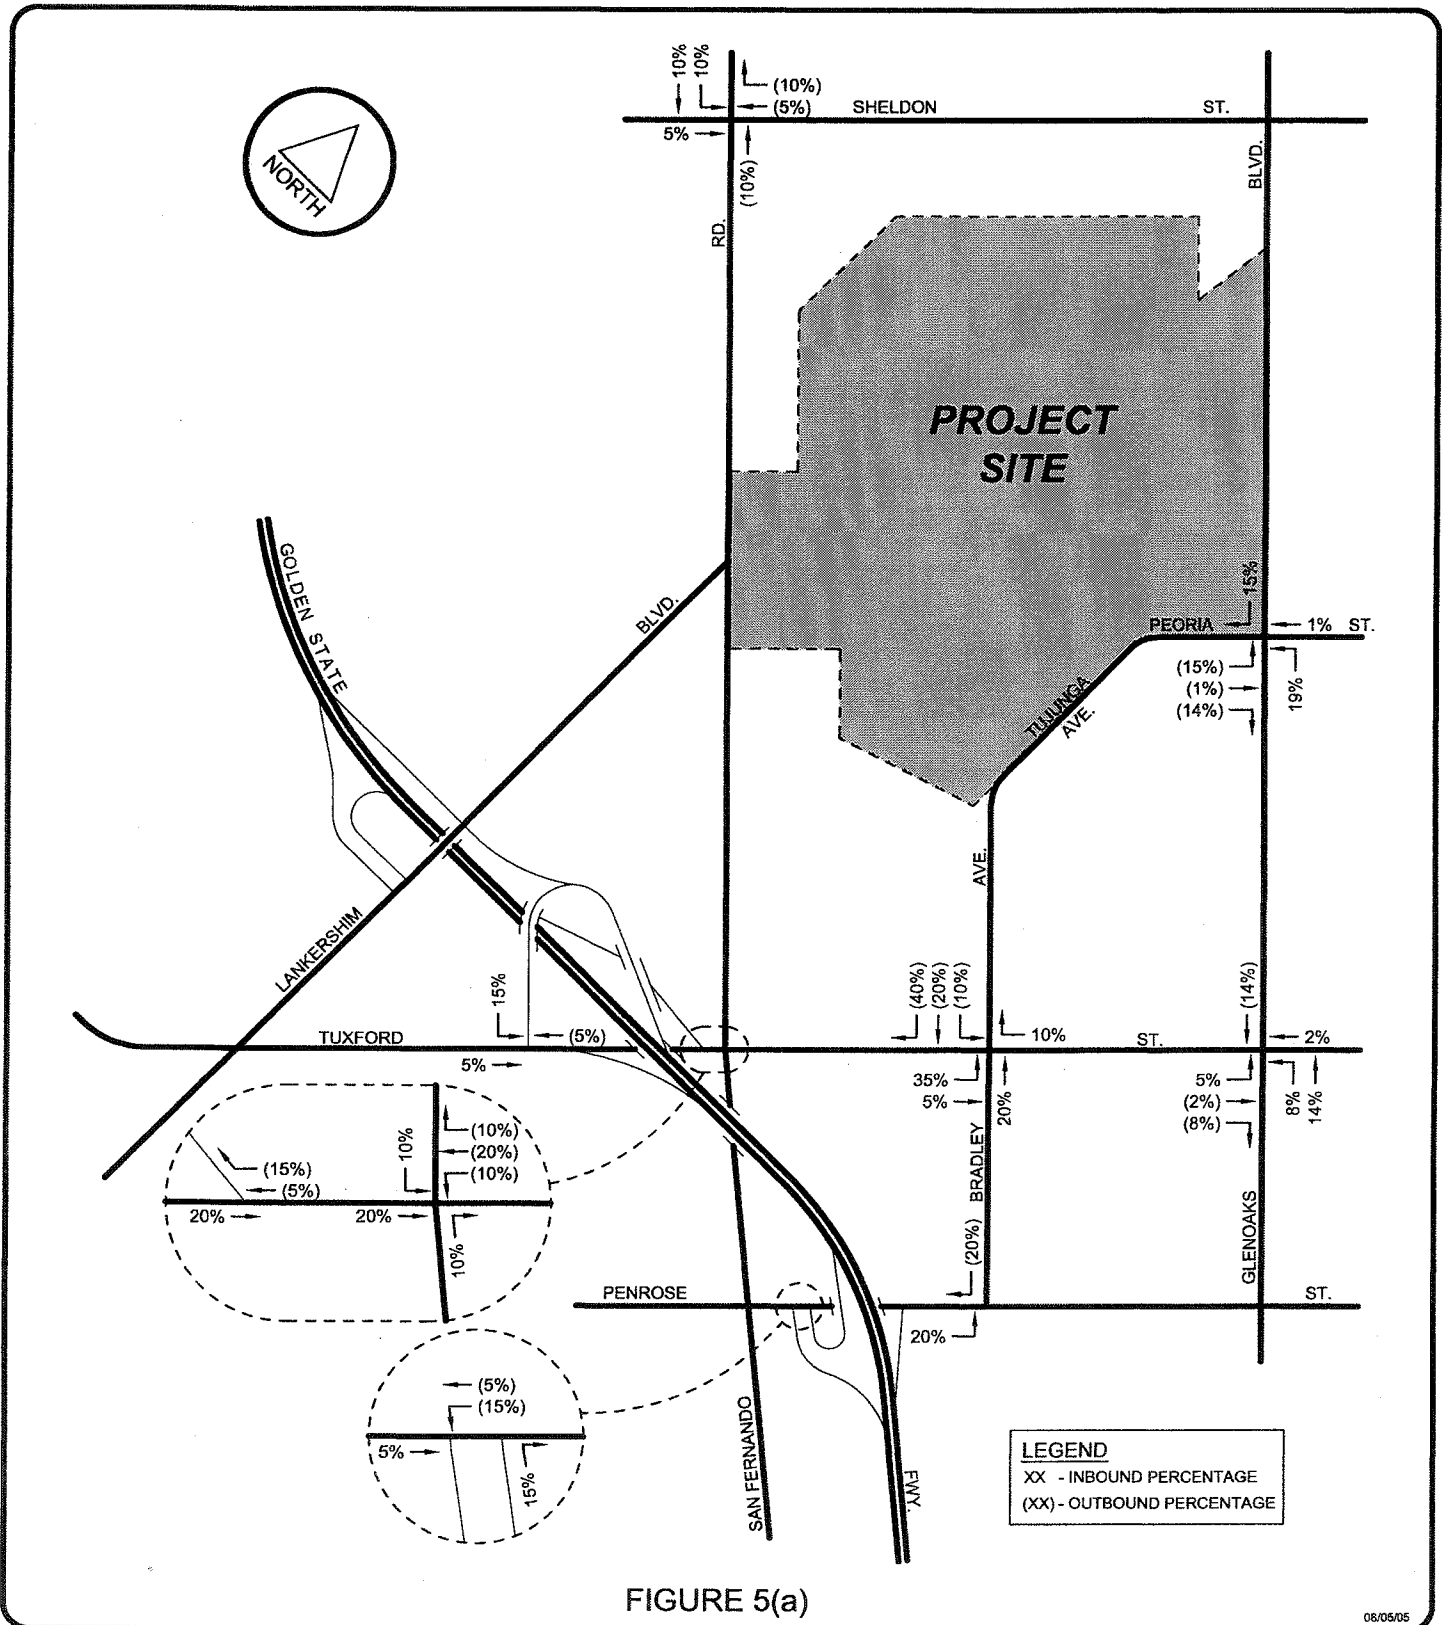 10%
10%
(10%)
(5%)
SHELDON ST.
5%
(10%)
BLVD.
NORTH
RD.
PROJECT
SITE
GOLDEN STATE
BLVD.
15%
PEORIA
1% ST.
(15%)
(1%)
(14%)
19%
TUJUNGA
AVE.
AVE.
LANKERSHIM
15%
(5%)
TUXFORD
5%
(40%)
(20%)
(10%)
10%
ST.
(14%)
2%
35%
5%
20%
5%
(2%)
(8%)
8%
14%
BRADLEY
10%
(10%)
(20%)
(10%)
(15%)
(5%)
20%
20%
10%
GLENOAKS
(20%)
PENROSE
ST.
20%
(5%)
(15%)
5%
15%
SAN FERNANDO
FWY.
LEGEND
XX - INBOUND PERCENTAGE
(XX) - OUTBOUND PERCENTAGE
FIGURE 5(a)
08/05/05